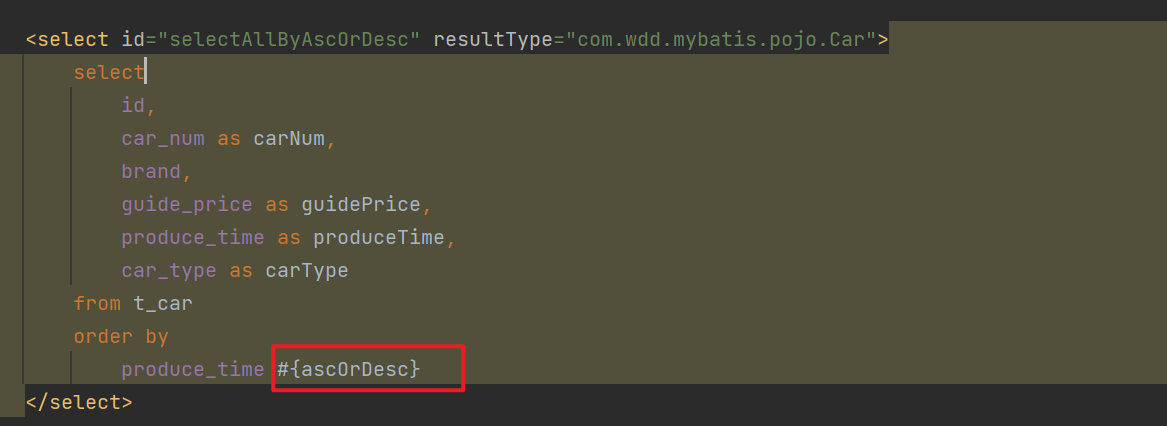 <select id="selectAllByAscOrDesc" resultType="com.wdd.mybatis.pojo.Car">
select
id,
car_num as carNum,
brand,
guide_price as guidePrice,
produce_time as produceTime,
car_type as carType
from t_car
order by
produce_time #{ascOrDesc}
</select>